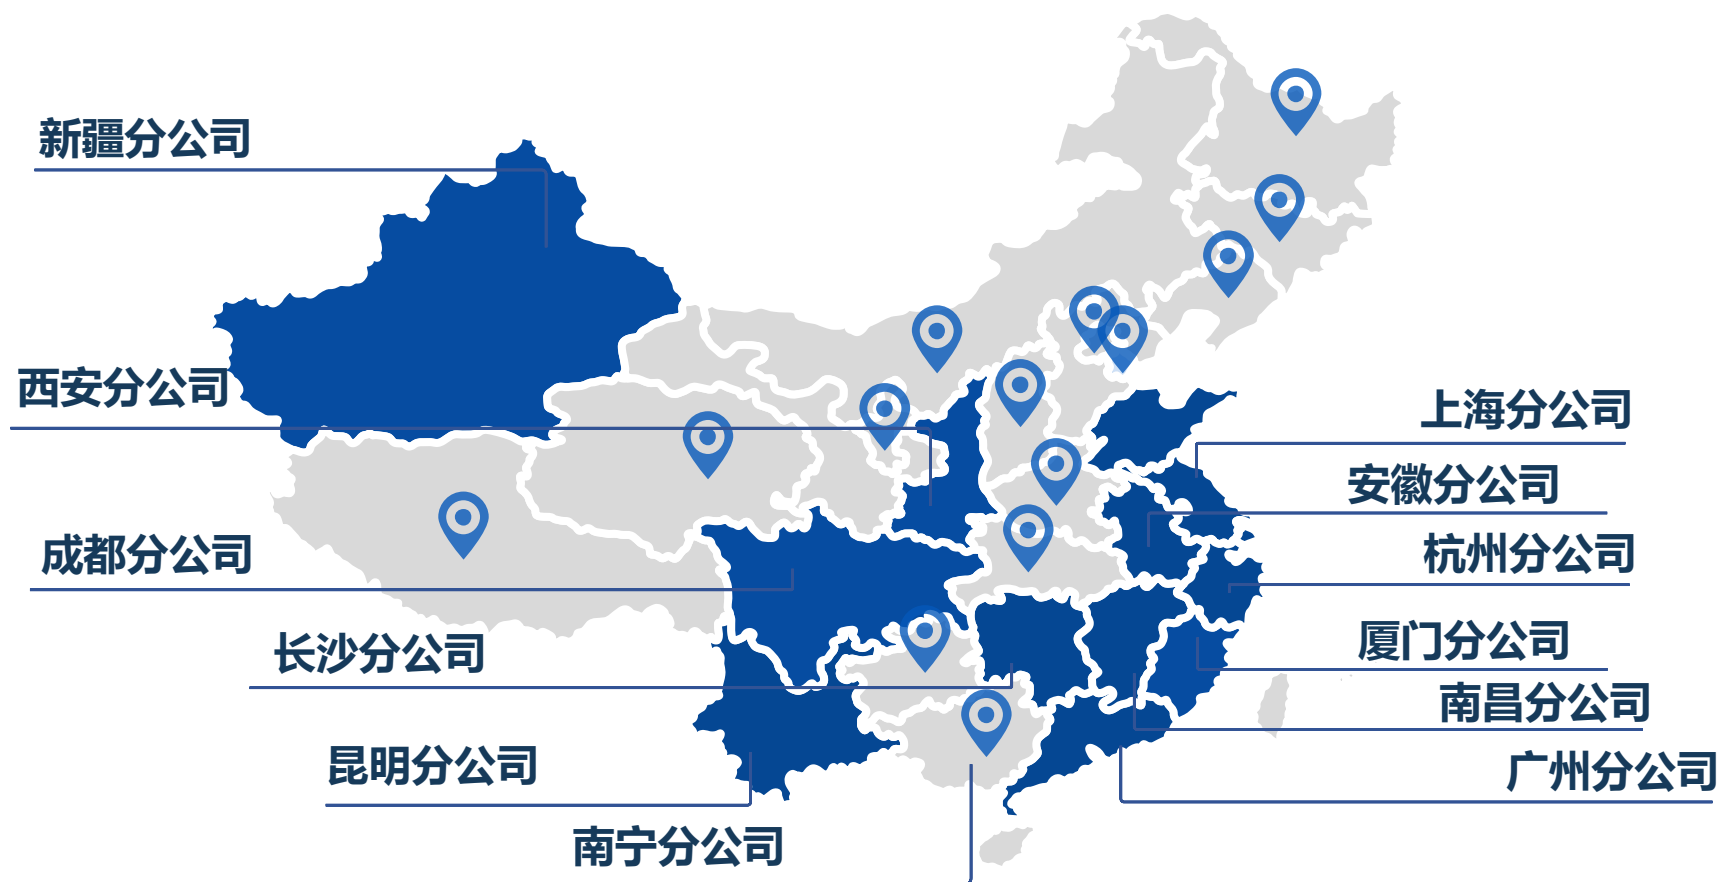 新疆分公司
西安分公司
上海分公司
安徽分公司
成都分公司
杭州分公司
长沙分公司
厦门分公司
南昌分公司
昆明分公司
广州分公司
南宁分公司